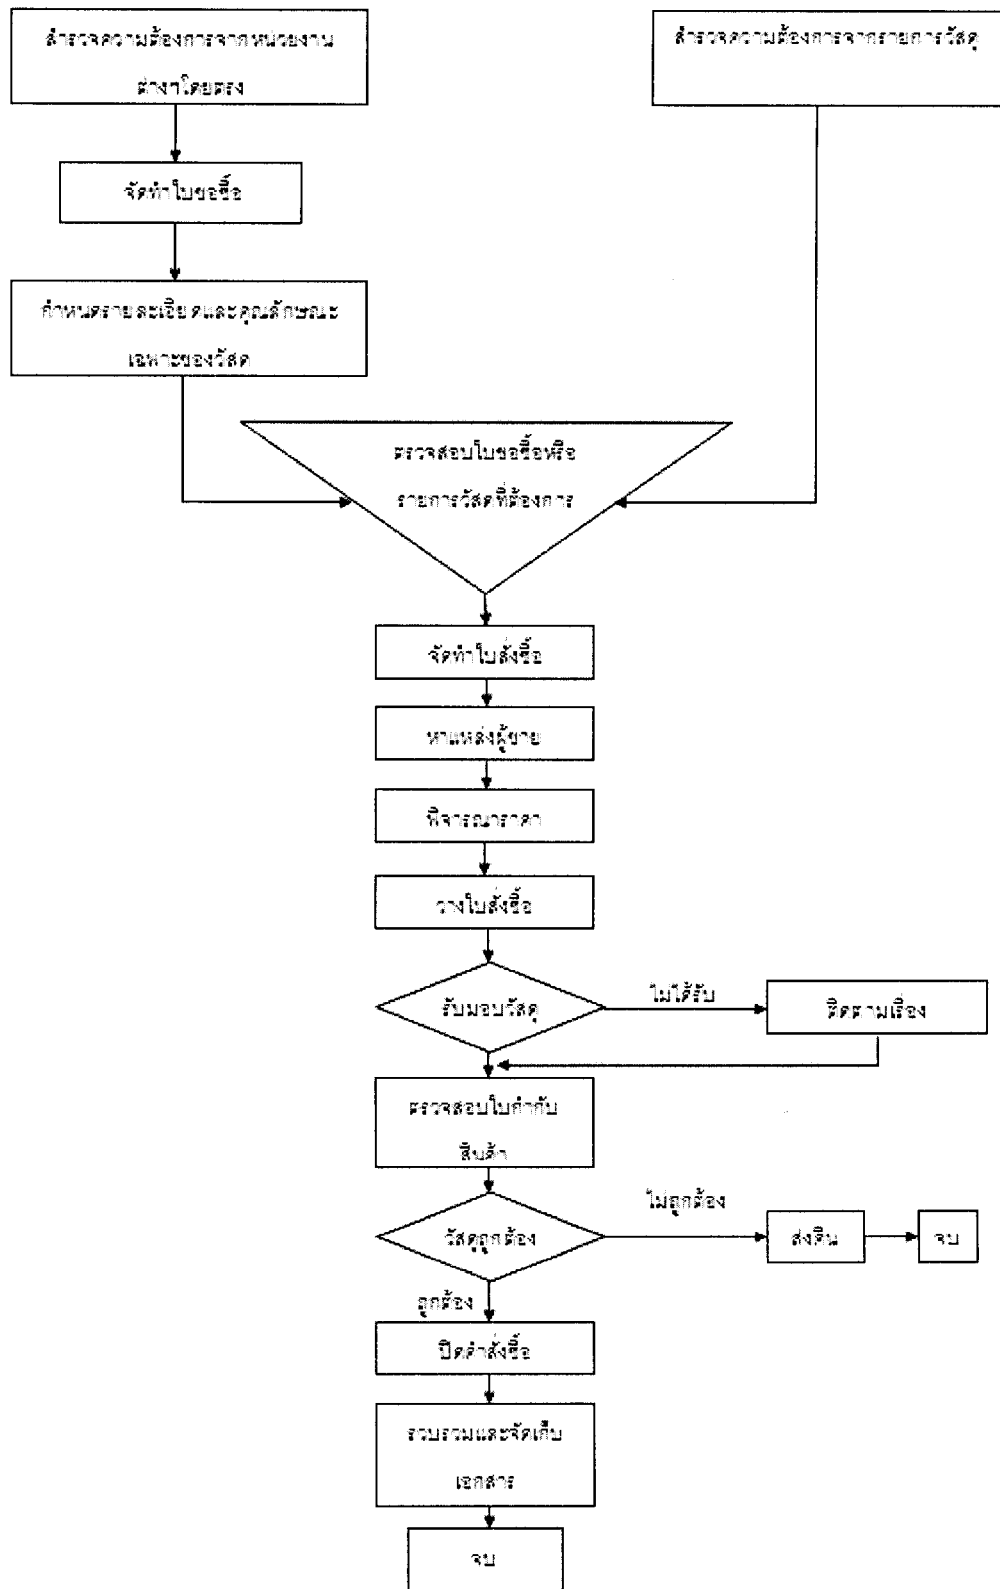 สำรวจความต้องการจากหน่วยงาน
ต่างๆโดยตรง
สำรวจความต้องการจากรายการวัสดุ
จัดทำใบขอซื้อ
กำหนดรายละเอียดและคุณลักษณะ
เฉพาะของวัสดุ
ตรวจสอบใบขอซื้อหรือ
รายการวัสดุที่ต้องการ
จัดทำใบสั่งซื้อ
หาแหล่งผู้ขาย
พิจารณาราคา
วางใบสั่งซื้อ
รับมอบวัสดุ
ไม่ได้รับ
ติดตามเรื่อง
ตรวจสอบใบกำกับ
สินค้า
วัสดุถูกต้อง
ไม่ถูกต้อง
ส่งคืน
จบ
ถูกต้อง
ปิดคำสั่งซื้อ
รวบรวมและจัดเก็บ
เอกสาร
จบ